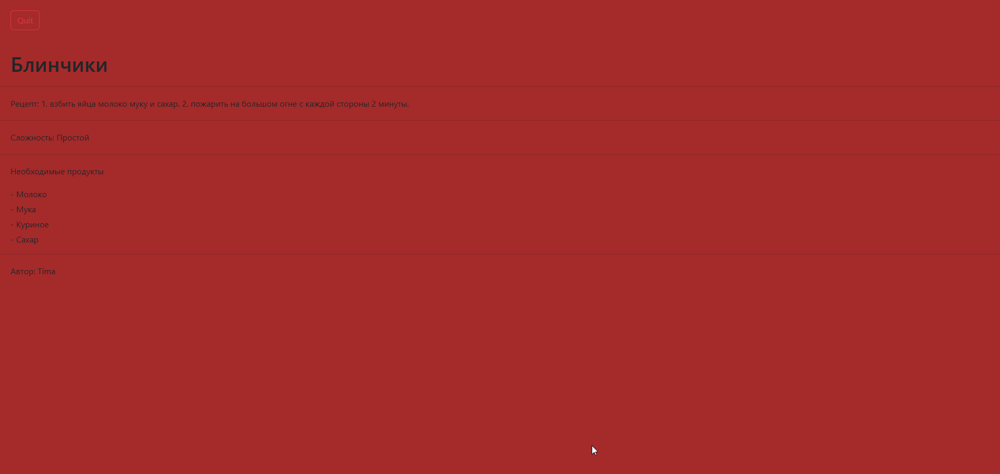 Quit
Блинчики
Рецепт: 1. взбить яйца молоко муку и сахар. 2. пожарить на большом огне с каждой стороны 2 минуты.
Сложность: Простой
Необходимые продукты
- Молоко
- Мука
- Куриное
- Сахар
Автор: Tima